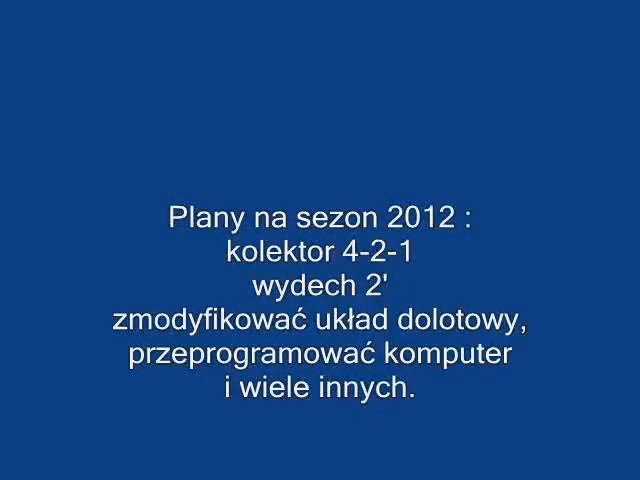 Plany na sezon 2012 :
kolektor 4-2-1
wydech 2'
zmodyfikować układ dolotowy,
przeprogramować komputer
i wiele innych.